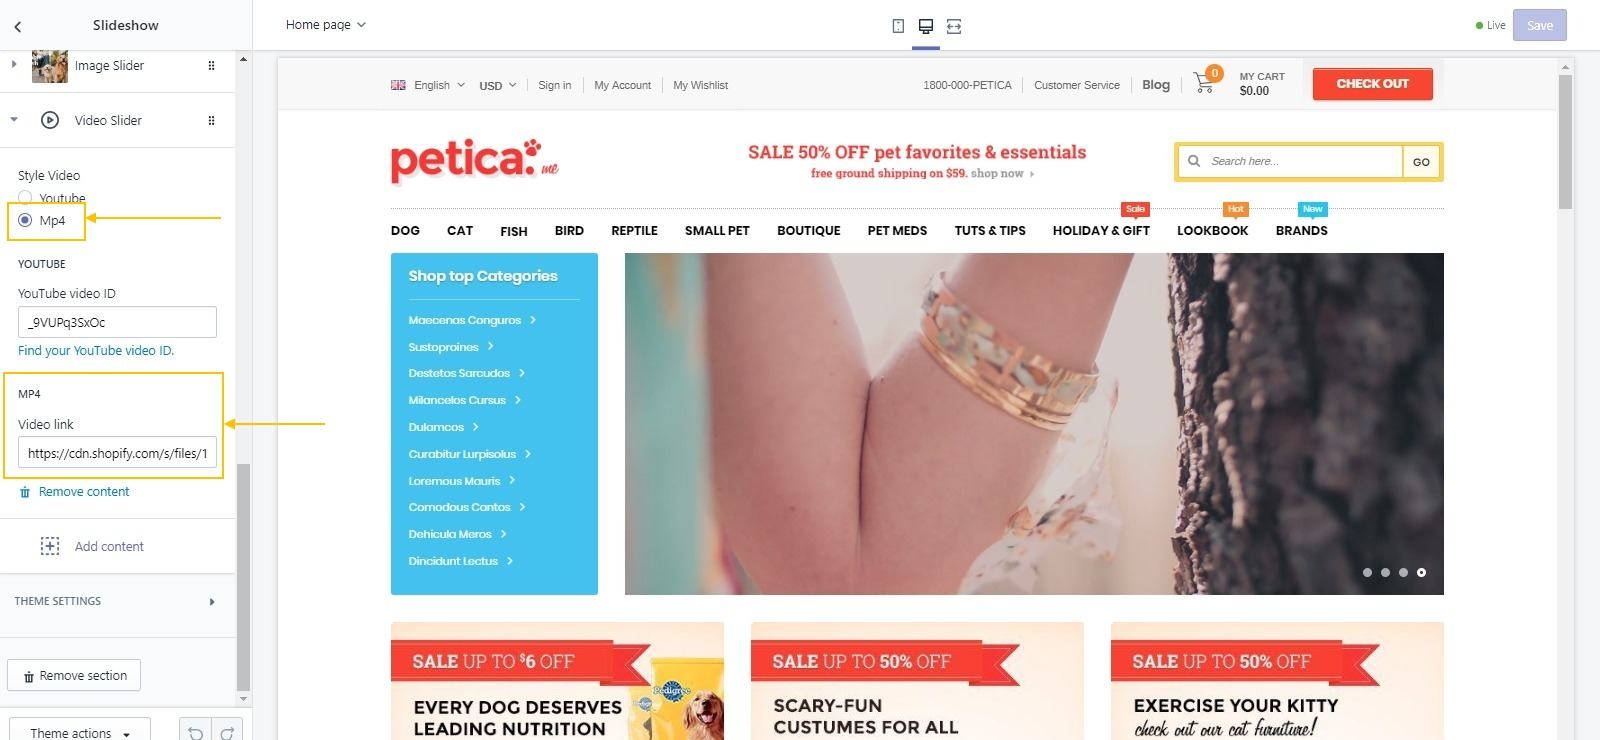 Slideshow
Home page
Live
Save
Image Slider
Video Slider
Style Video
Youtube
Mp4
YOUTUBE
YouTube video ID
_9VUPq3SxOc
Find your YouTube video ID.
MP4
Video link
https://cdn.shopify.com/s/files/1
Remove content
Add content
THEME SETTINGS
Remove section
Theme actions
English USD Sign in My Account My Wishlist
1800-000-PETICA Customer Service Blog 0 MY CART
$0.00
CHECK OUT
petica. me
SALE 50% OFF pet favorites & essentials
free ground shipping on $59. shop now
Search here...
GO
Sale Hot New
DOG CAT FISH BIRD REPTILE SMALL PET BOUTIQUE PET MEDS TUTS & TIPS HOLIDAY & GIFT LOOKBOOK BRANDS
Shop top Categories
Maecenas Conguros
Sustoproines
Destetos Sarcudos
Milancelos Cursus
Dulamcos
Curabitur Lurpisolus
Loremous Mauris
Comodous Cantos
Dehicula Meros
Dincidunt Lectus
SALE UP TO $6 OFF
EVERY DOG DESERVES
LEADING NUTRITION
Pedigree
SALE UP TO 50% OFF
SCARY-FUN
CUSTUMES FOR ALL
SALE UP TO 50% OFF
EXERCISE YOUR KITTY
check out our cat furniture!